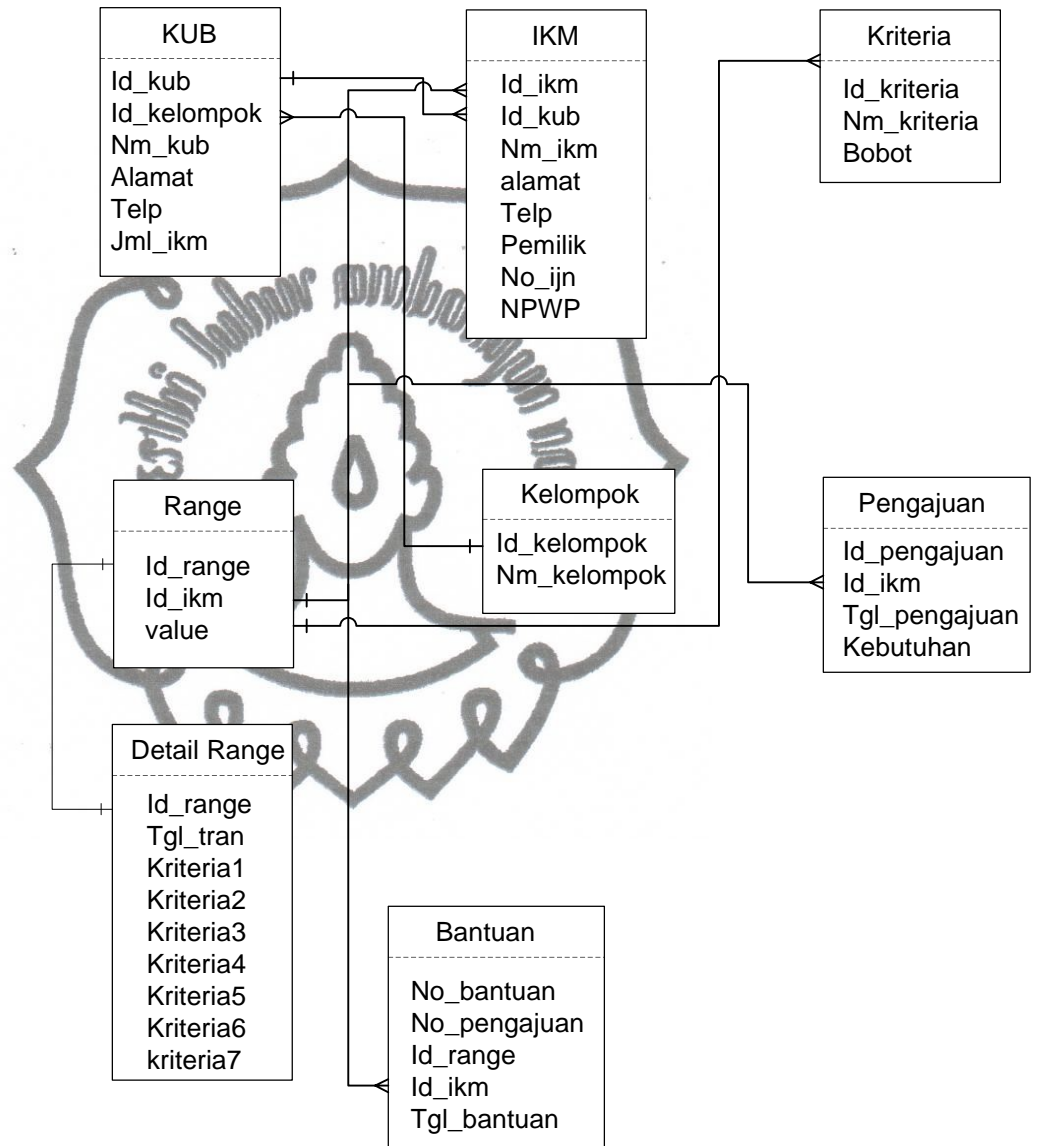 KUB
Id_kub
Id_kelompok
Nm_kub
Alamat
Telp
Jml_ikm
IKM
Id_ikm
Id_kub
Nm_ikm
alamat
Telp
Pemilik
No_ijn
NPWP
Kriteria
Id_kriteria
Nm_kriteria
Bobot
Range
Id_range
Id_ikm
value
Kelompok
Id_kelompok
Nm_kelompok
Pengajuan
Id_pengajuan
Id_ikm
Tgl_pengajuan
Kebutuhan
Detail Range
Id_range
Tgl_tran
Kriteria1
Kriteria2
Kriteria3
Kriteria4
Kriteria5
Kriteria6
kriteria7
Bantuan
No_bantuan
No_pengajuan
Id_range
Id_ikm
Tgl_bantuan